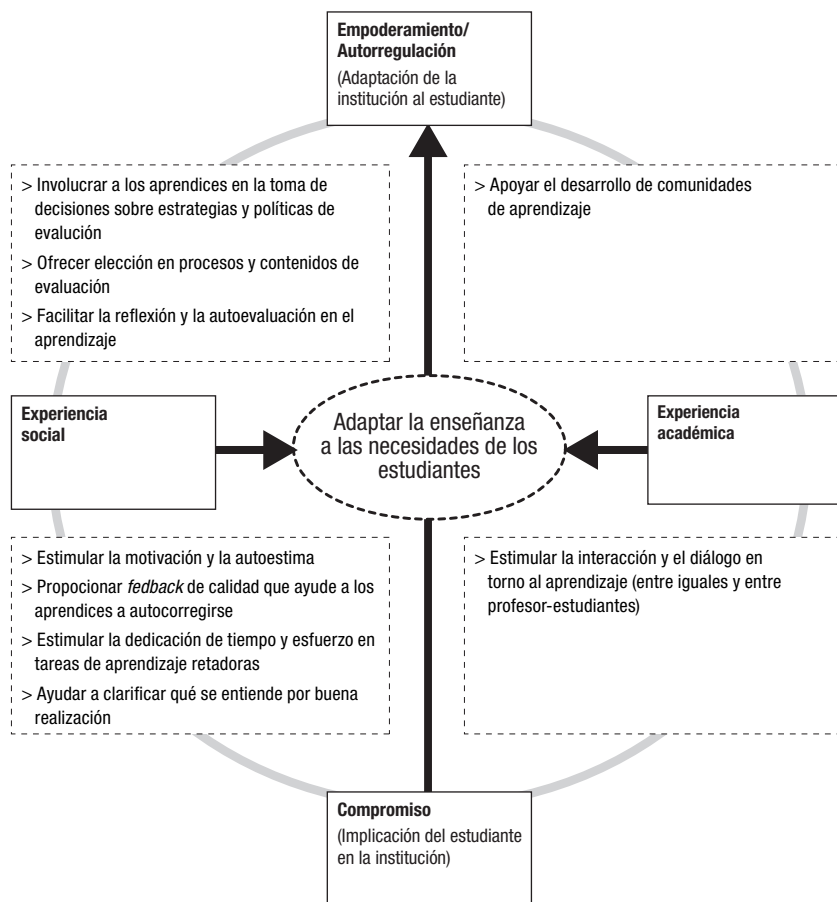 Empoderamiento/
Autorregulación
(Adaptación de la
institución al estudiante)
> Involucrar a los aprendices en la toma de
decisiones sobre estrategias y políticas de
evalución
> Ofrecer elección en procesos y contenidos de
evaluación
> Facilitar la reflexión y la autoevaluación en el
aprendizaje
> Apoyar el desarrollo de comunidades
de aprendizaje
Experiencia
social
Adaptar la enseñanza
a las necesidades de los
estudiantes
Experiencia
académica
> Estimular la motivación y la autoestima
> Propocionar fedback de calidad que ayude a los
aprendices a autocorregirse
> Estimular la dedicación de tiempo y esfuerzo en
tareas de aprendizaje retadoras
> Ayudar a clarificar qué se entiende por buena
realización
> Estimular la interacción y el diálogo en
torno al aprendizaje (entre iguales y entre
profesor-estudiantes)
Compromiso
(Implicación del estudiante
en la institución)